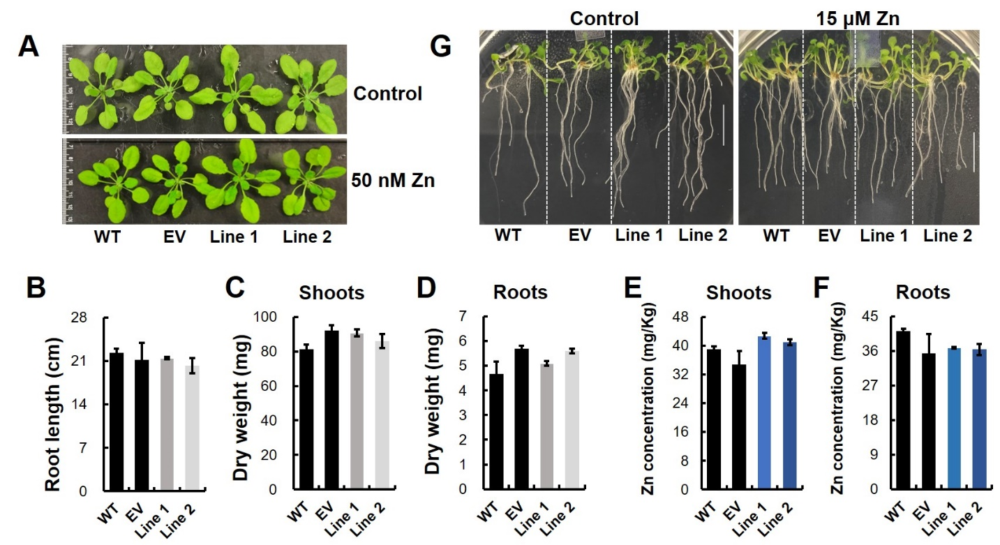 A
Control
50 nM Zn
WT EV Line 1 Line 2
G
Control 15 µM Zn
WT EV Line 1 Line 2 WT EV Line 1 Line 2
B
Root length (cm)
28
21
14
7
0
WT EV Line 1 Line 2
C
Shoots
Dry weight (mg)
100
80
60
40
20
0
WT EV Line 1 Line 2
D
Roots
Dry weight (mg)
7
6
5
4
3
2
1
0
WT EV Line 1 Line 2
E
Shoots
Zn concentration (mg/Kg)
48
40
32
24
16
8
0
WT EV Line 1 Line 2
F
Roots
Zn concentration (mg/Kg)
45
36
27
18
9
0
WT EV Line 1 Line 2